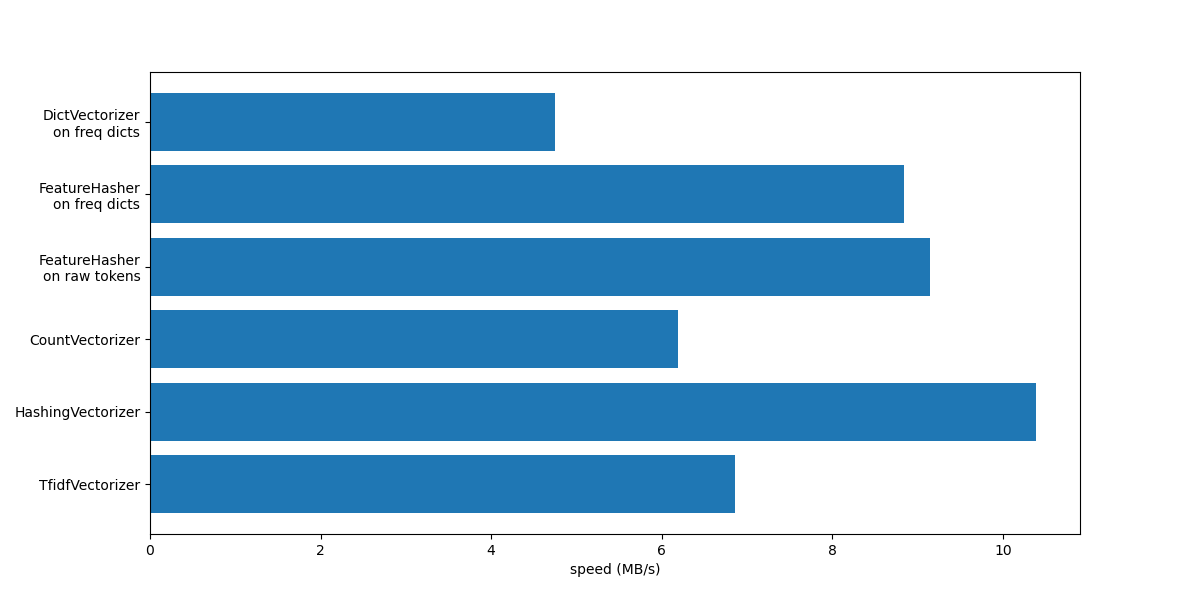 DictVectorizer
on freq dicts
FeatureHasher
on freq dicts
FeatureHasher
on raw tokens
CountVectorizer
HashingVectorizer
TfidfVectorizer
0 2 4 6 8 10
speed (MB/s)